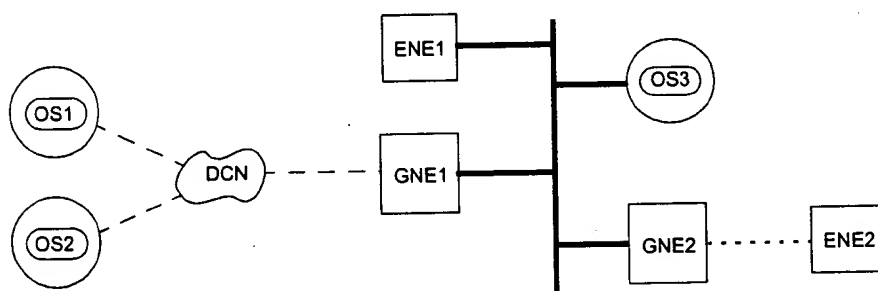 ENE1
OS3
OS1
DCN
GNE1
OS2
GNE2
ENE2